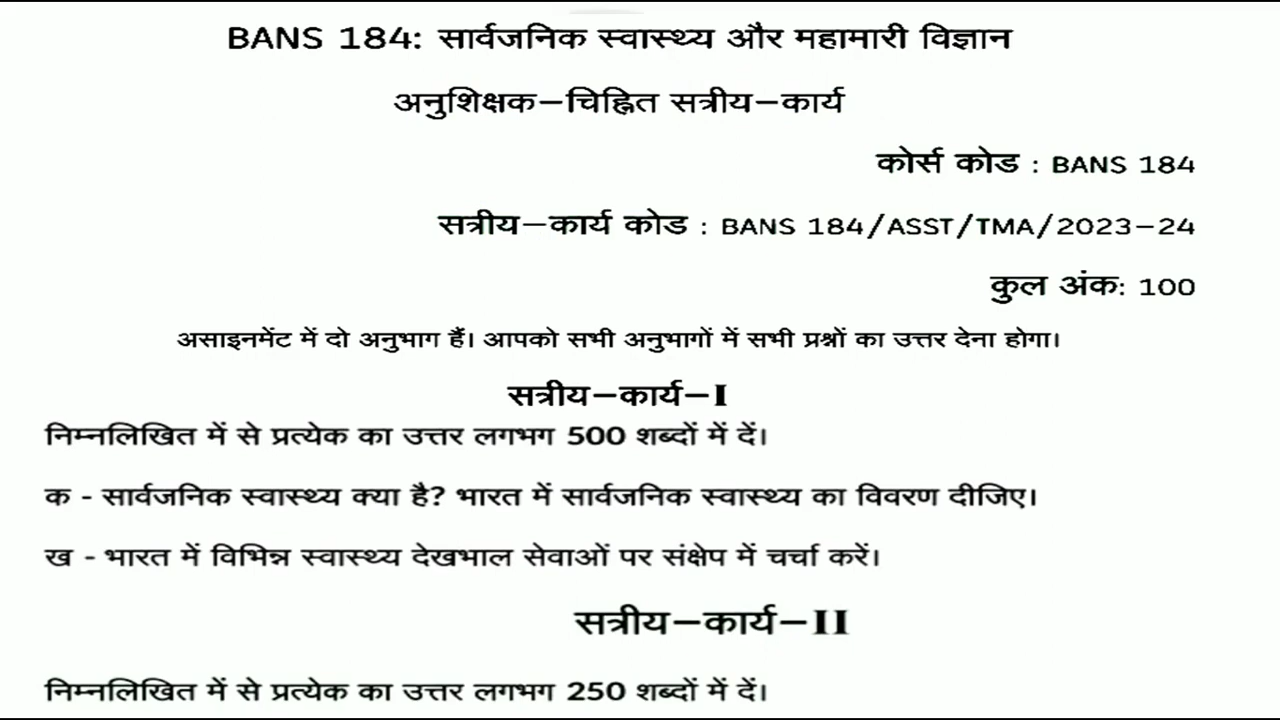 BANS 184: सार्वजनिक स्वास्थ्य और महामारी विज्ञान
अनुशिक्षक–चिह्नित सत्रीय–कार्य
कोर्स कोड : BANS 184
सत्रीय–कार्य कोड : BANS 184/ASST/TMA/2023–24
कुल अंक: 100
असाइनमेंट में दो अनुभाग हैं। आपको सभी अनुभागों में सभी प्रश्नों का उत्तर देना होगा।
सत्रीय–कार्य–I
निम्नलिखित में से प्रत्येक का उत्तर लगभग 500 शब्दों में दें।
क - सार्वजनिक स्वास्थ्य क्या है? भारत में सार्वजनिक स्वास्थ्य का विवरण दीजिए।
ख - भारत में विभिन्न स्वास्थ्य देखभाल सेवाओं पर संक्षेप में चर्चा करें।
सत्रीय–कार्य–II
निम्नलिखित में से प्रत्येक का उत्तर लगभग 250 शब्दों में दें।